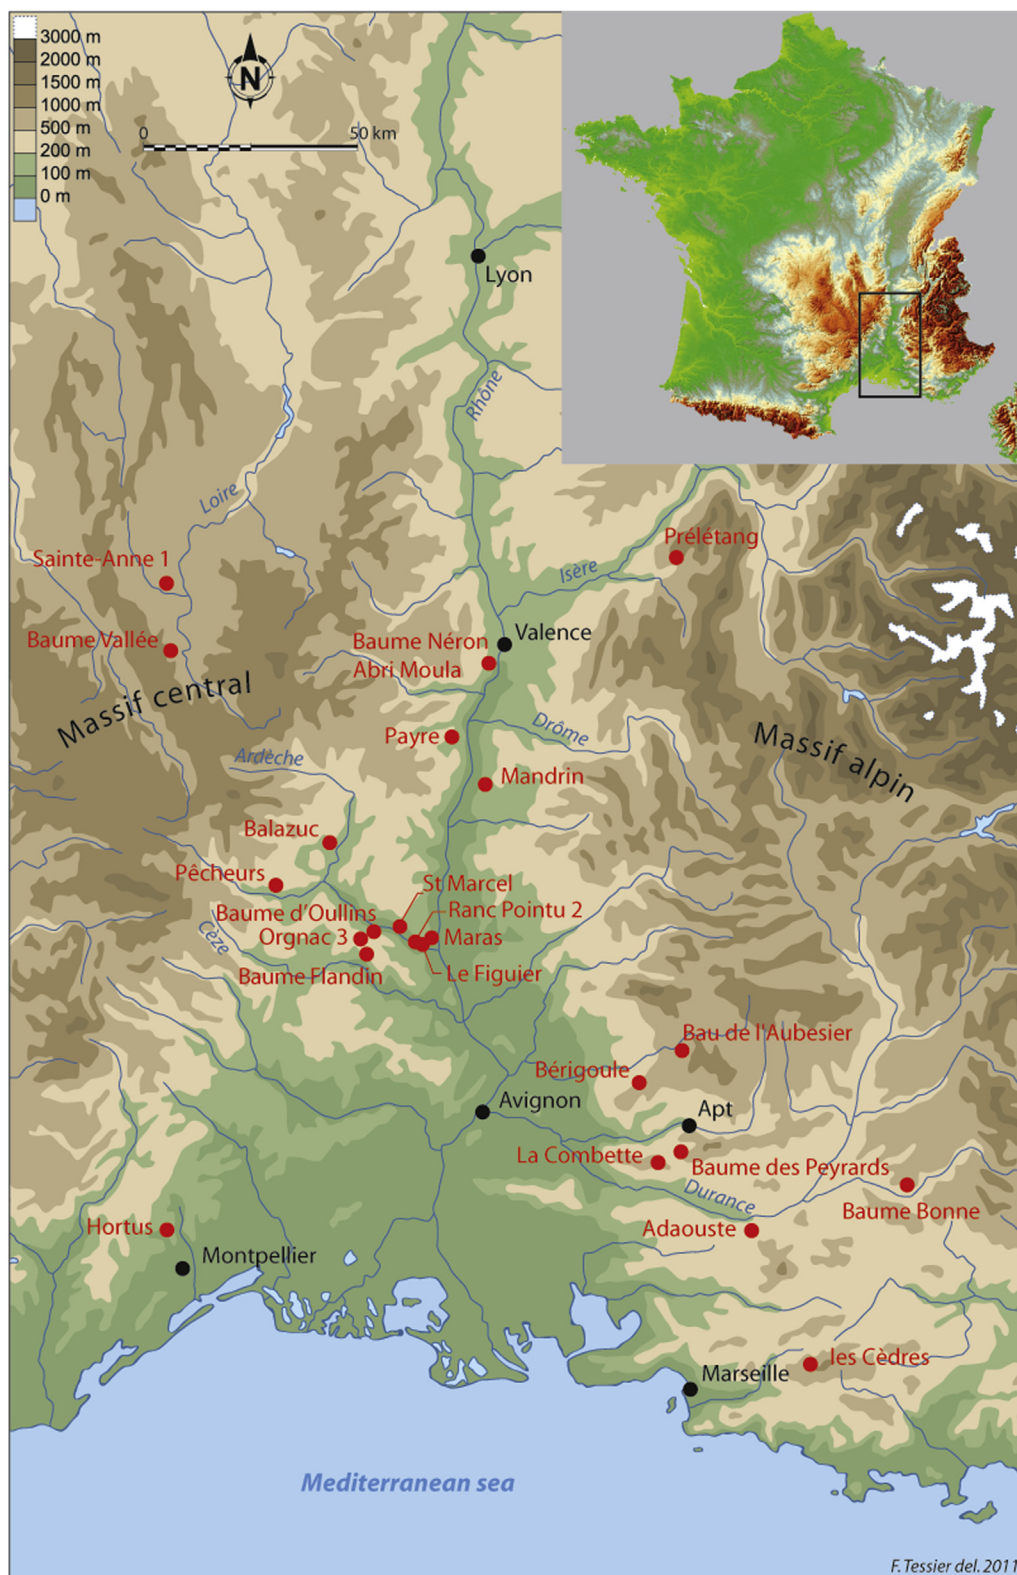 3000 m
2000 m
1500 m
1000 m
500 m
200 m
100 m
0 m
N
0 50 km
Lyon
Rhône
Loire
Sainte-Anne 1
Prélétang
Isère
Baume Vallée
Baume Néron
Valence
Abri Moula
Massif central
Payre
Drôme
Massif alpin
Ardèche
Mandrin
Balazuc
Pêcheurs
St Marcel
Baume d'Oullins
Ranc Pointu 2
Orgnac 3
Maras
Cèze
Baume Flandin
Le Figuier
Bau de l'Aubesier
Bérigoule
Avignon
Apt
La Combette
Baume des Peyrards
Durance
Baume Bonne
Hortus
Adaouste
Montpellier
les Cèdres
Marseille
Mediterranean sea
F. Tessier del. 2011